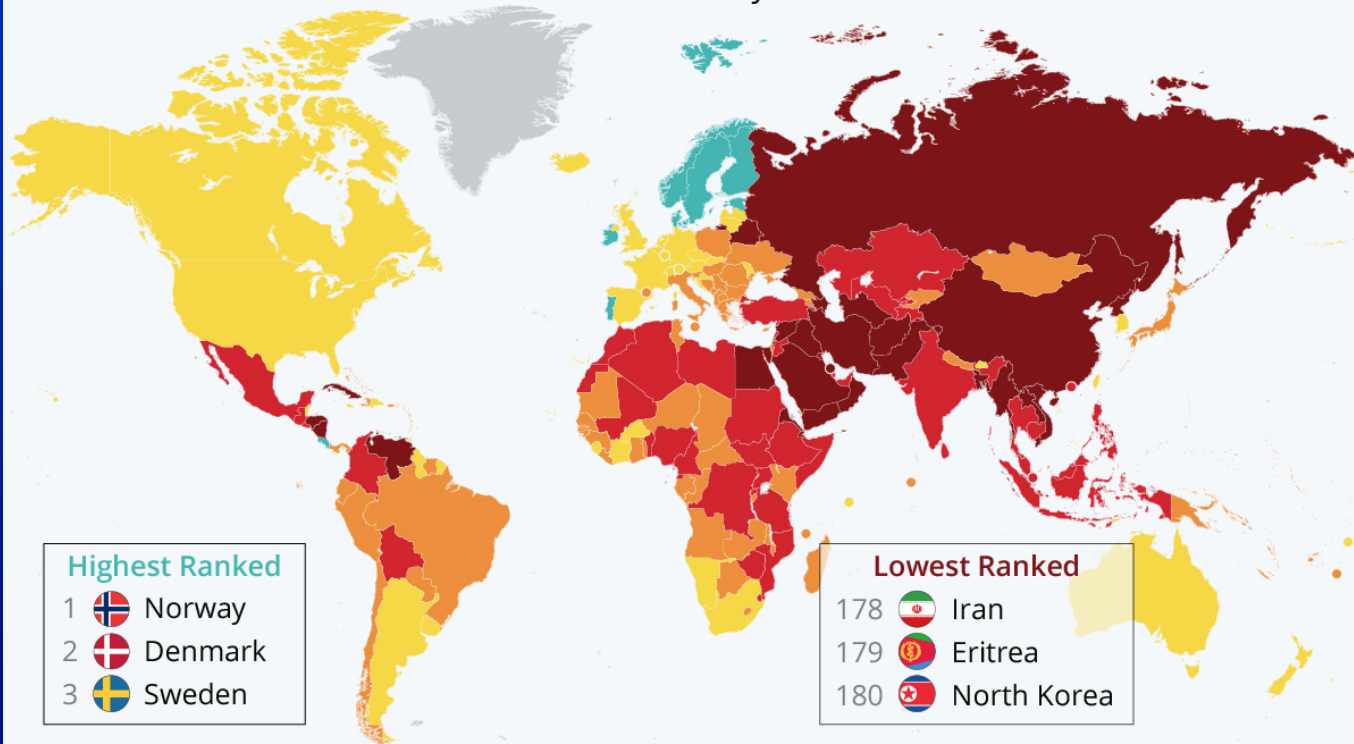 Highest Ranked
1 Norway
2 Denmark
3 Sweden
Lowest Ranked
178 Iran
179 Eritrea
180 North Korea